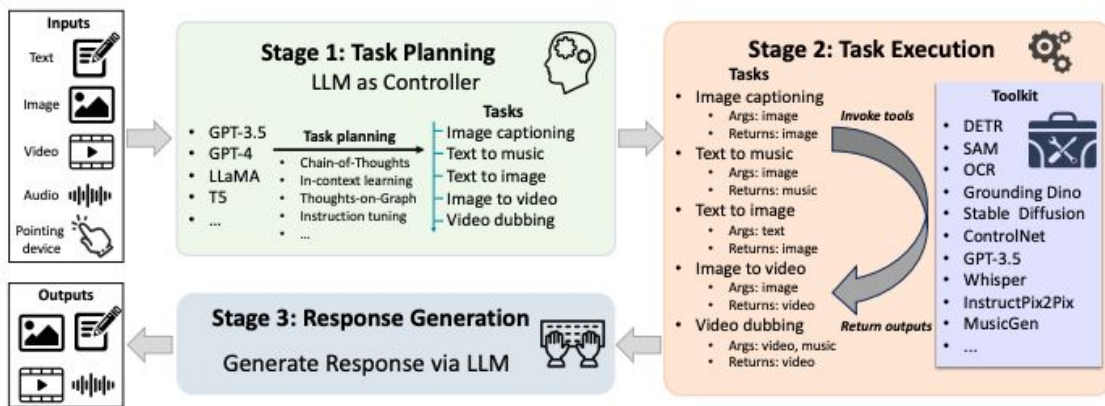 Inputs
Text
Image
Video
Audio
Pointing
device
Stage 1: Task Planning
LLM as Controller
• GPT-3.5
• GPT-4
• LLaMA
• T5
• ...
Task planning
• Chain-of-Thoughts
• In-context learning
• Thoughts-on-Graph
• Instruction tuning
• ...
Tasks
Image captioning
Text to music
Text to image
Image to video
Video dubbing
Stage 2: Task Execution
Tasks
• Image captioning
• Args: image
• Returns: image
• Text to music
• Args: image
• Returns: music
• Text to image
• Args: text
• Returns: image
• Image to video
• Args: image
• Returns: video
• Video dubbing
• Args: video, music
• Returns: video
Invoke tools
Return outputs
Toolkit
• DETR
• SAM
• OCR
• Grounding Dino
• Stable Diffusion
• ControlNet
• GPT-3.5
• Whisper
• InstructPix2Pix
• MusicGen
• ...
Stage 3: Response Generation
Generate Response via LLM
Outputs